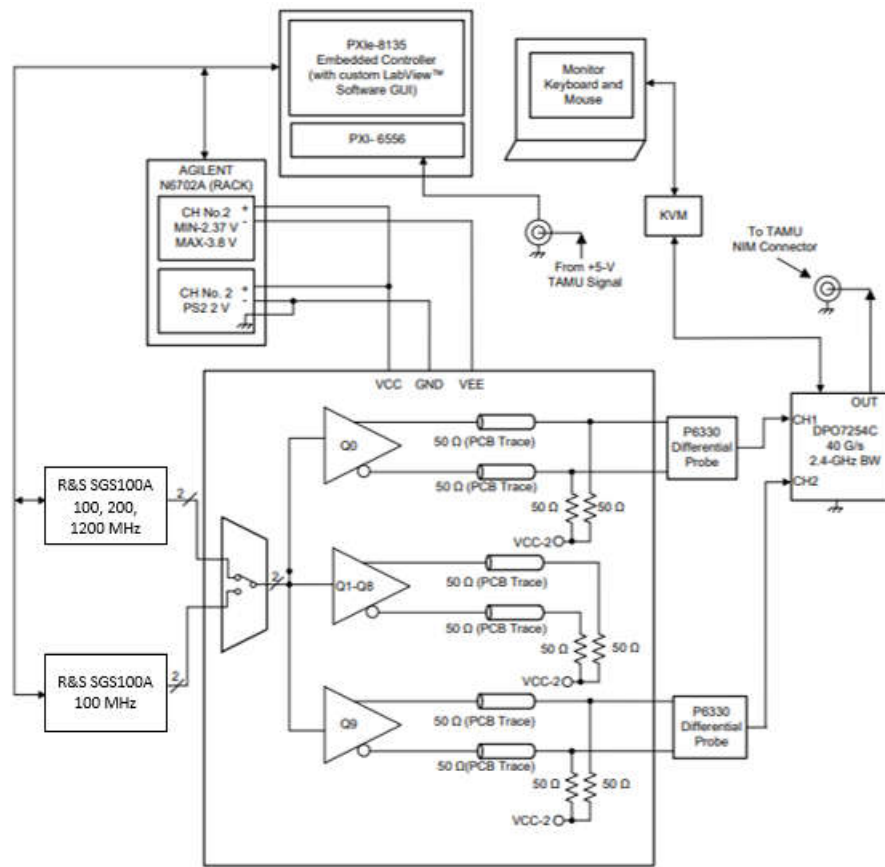 PXIe-8135
Embedded Controller
(with custom LabView™
Software GUI)
PXI- 6556
Monitor
Keyboard and
Mouse
AGILENT
N6702A (RACK)
CH No.2
MIN-2.37 V
MAX-3.8 V
+
-
CH No. 2
PS2 2 V
+
-
KVM
From +5-V
TAMU Signal
To TAMU
NIM Connector
VCC GND VEE
OUT
CH1
DPO7254C
40 G/s
2.4-GHz BW
CH2
R&S SGS100A
100, 200,
1200 MHz
2
R&S SGS100A
100 MHz
2
2
Q0
50 Ω (PCB Trace)
50 Ω (PCB Trace)
50 Ω 50 Ω
VCC-2
P6330
Differential
Probe
Q1-Q8
50 Ω (PCB Trace)
50 Ω (PCB Trace)
50 Ω 50 Ω
VCC-2
Q9
50 Ω (PCB Trace)
50 Ω(PCB Trace)
50 Ω 50 Ω
VCC-2
P6330
Differential
Probe